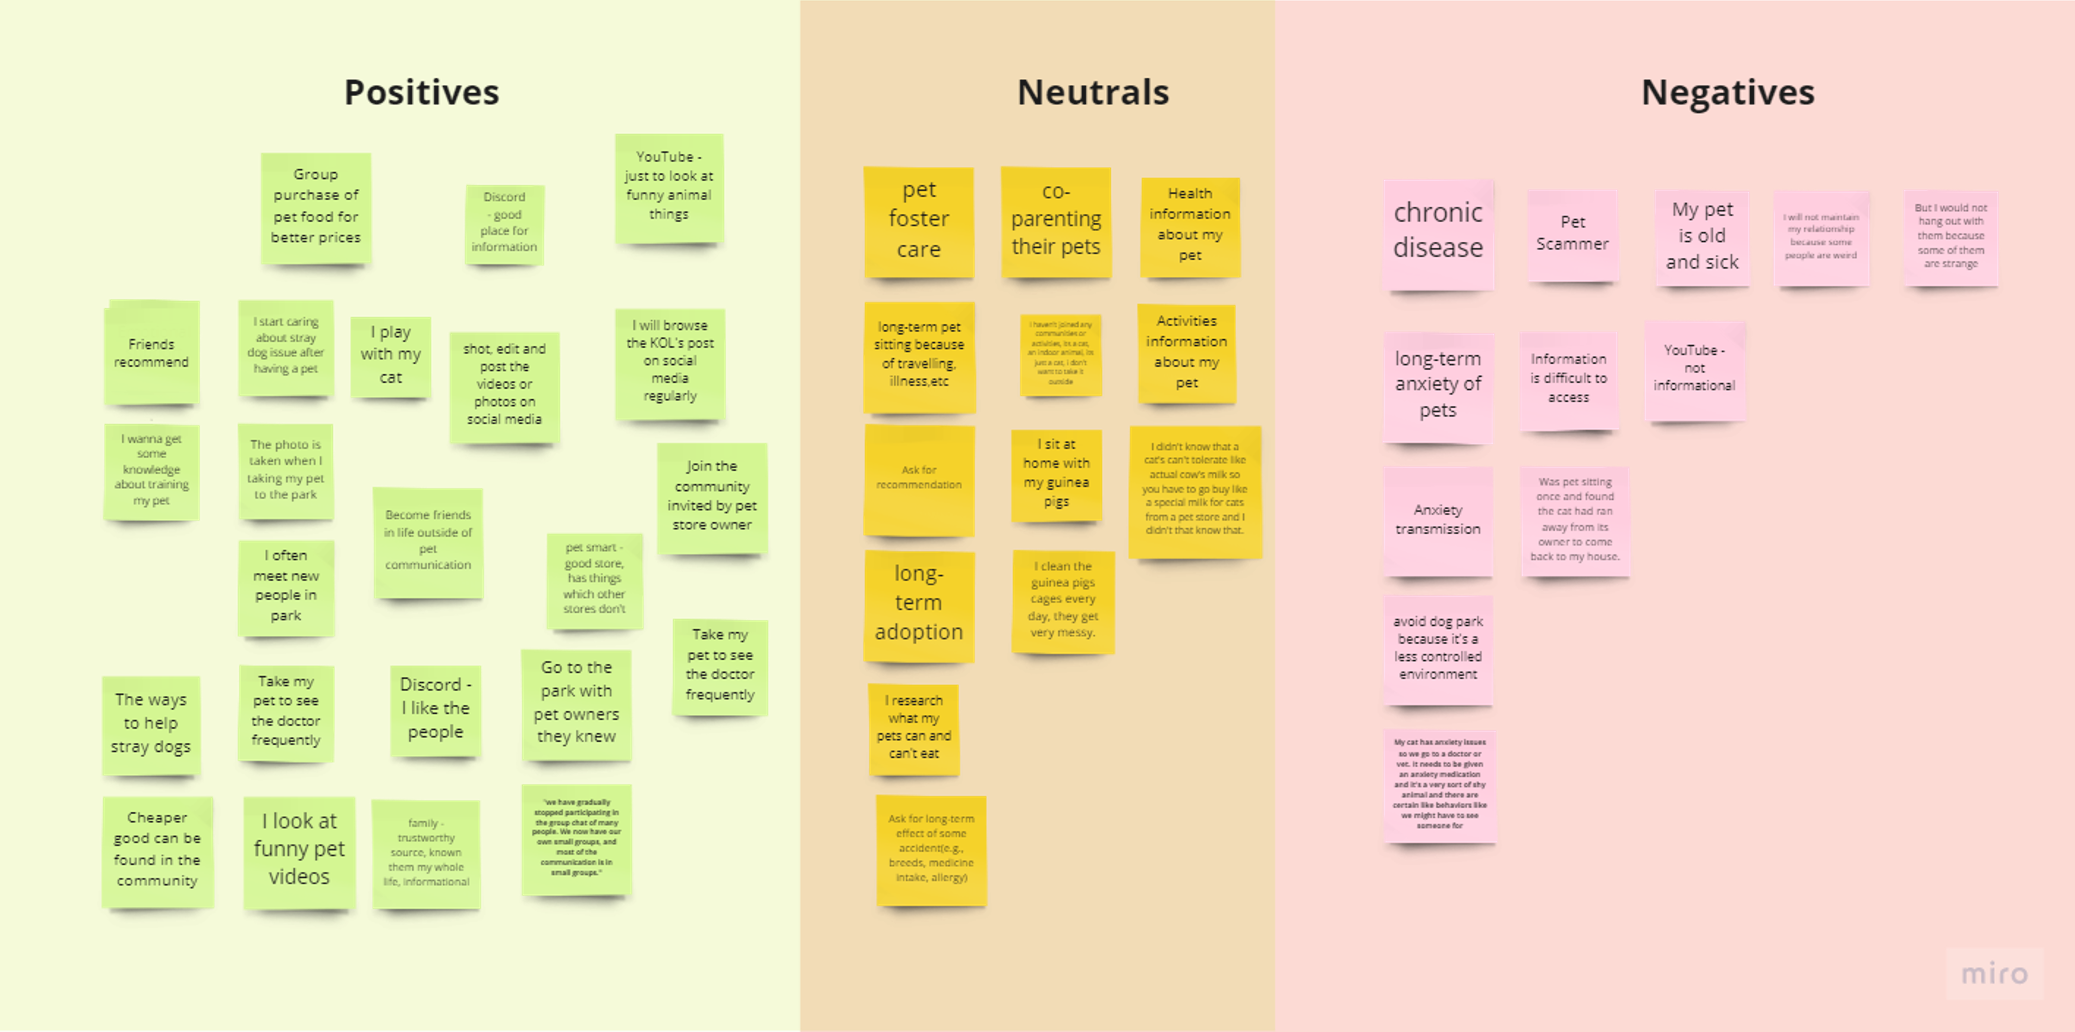 Positives
Group
purchase of
pet food for
better prices
Discord
- good
place for
information
YouTube -
just to look at
funny animal
things
Friends
recommend
I start caring
about stray
dog issue after
having a pet
I play
with my
cat
shot, edit and
post the
videos or
photos on
social media
I will browse
the KOL's post
on social
media
regularly
I wanna get
some
knowledge
about training
my pet
The photo is
taken when I
taking my pet
to the park
Become friends
in life outside of
pet
communication
Join the
community
invited by pet
store owner
I often
meet new
people in
park
pet smart -
good store,
has things
which other
stores don't
Take my
pet to see
the doctor
frequently
The ways
to help
stray dogs
Take my
pet to see
the doctor
frequently
Discord -
I like the
people
Go to the
park with
pet owners
they knew
Cheaper
good can be
found in the
community
I look at
funny pet
videos
family -
trustworthy
source, known
them my whole
life, informational
"we have gradually
stopped participating in
the group chat of many
people. We now have our
own small groups, and
most of the
communication is in
small groups."
Neutrals
pet
foster
care
co-
parenting
their pets
Health
information
about my
pet
long-term pet
sitting because
of travelling,
illness,etc
I haven't joined any
communities or
activities, its a cat,
an indoor animal, its
just a cat, I don't
want to take it
outside
Activities
information
about my
pet
Ask for
recommendation
I sit at
home with
my guinea
pigs
I didn't know that a
cat's can't tolerate like
actual cow's milk so
you have to go buy like
a special milk for cats
from a pet store and I
didn't that know that.
long-
term
adoption
I clean the
guinea pigs
cages every
day, they get
very messy.
I research
what my
pets can and
can't eat
Ask for long-term
effect of some
accident(e.g.,
breeds, medicine
intake, allergy)
Negatives
chronic
disease
Pet
Scammer
My pet
is old
and sick
I will not maintain
my relationship
because some
people are weird
But I would not
hang out with
them because
some of them
are strange
long-term
anxiety of
pets
Information
is difficult to
access
YouTube -
not
informational
Anxiety
transmission
Was pet sitting
once and found
the cat had ran
away from its
owner to come
back to my house.
avoid dog park
because it's a
less controlled
environment
My cat has anxiety issues
so we go to a doctor or
vet. It needs to be given
an anxiety medication
and it's a very sort of shy
animal and there are
certain like behaviors like
we might have to see
someone for
miro